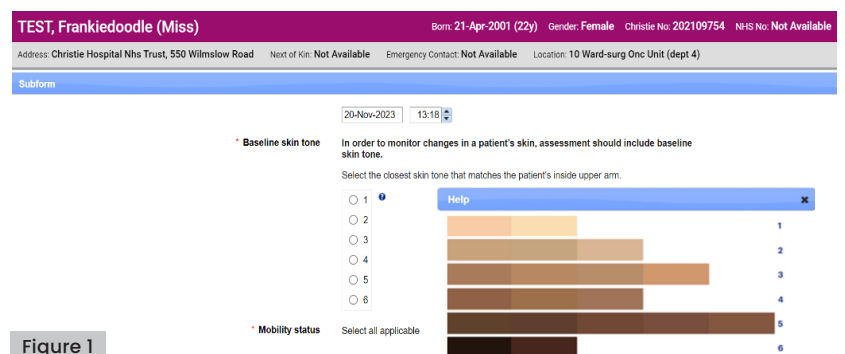 TEST, Frankiedoodle (Miss) Born: 21-Apr-2001 (22y) Gender: Female Christie No: 202109754 NHS No: Not Available
Address: Christie Hospital Nhs Trust, 550 Wilmslow Road Next of Kin: Not Available Emergency Contact: Not Available Location: 10 Ward-surg Onc Unit (dept 4)
Subform
20-Nov-2023 13:18
* Baseline skin tone In order to monitor changes in a patient's skin, assessment should include baseline
skin tone.
Select the closest skin tone that matches the patient's inside upper arm.
1 ? Help ×
2
3
4
5
6
1
2
3
4
5
6
* Mobility status Select all applicable
Figure 1